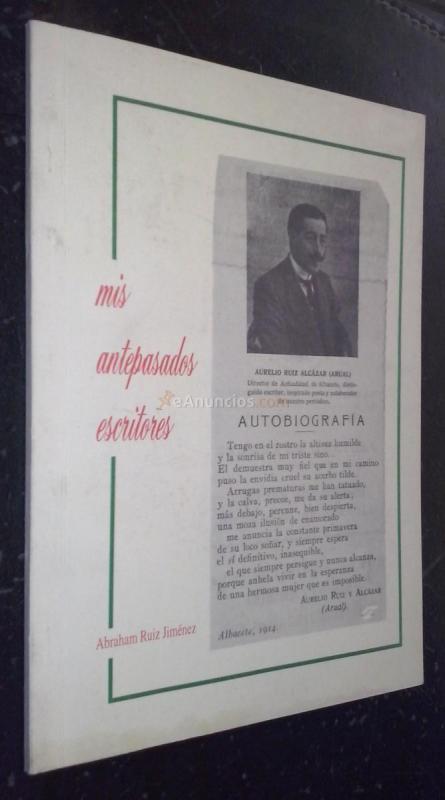 mis
antepasados
escritores
eAnuncios.com
Abraham Ruiz Jiménez
AURELIO RUIZ ALCÁZAR (ARUAL)
Director de Actualidad de Albacete, distin-
guido escritor, inspirado poeta y colaborador
de nuestro periódico.
AUTOBIOGRAFÍA
Tengo en el rostro la altivez humilde
y la sonrisa de mi triste sino...
El demuestra muy fiel que en mi camino
puso la envidia cruel su acerbo tilde.
Arrugas prematuras me han tatuado,
y la calva, precoz, me da su alerta;
más debajo, perenne, bien despierta,
una moza ilusión de enamorado
me anuncia la constante primavera
de su loco soñar, y siempre espera
el sí definitivo, inasequible,
el que siempre persigue y nunca alcanza,
porque anhela vivir en la esperanza
de una hermosa mujer que es imposible.
AURELIO RUIZ Y ALCÁZAR
(Arual).
Albacete, 1914.